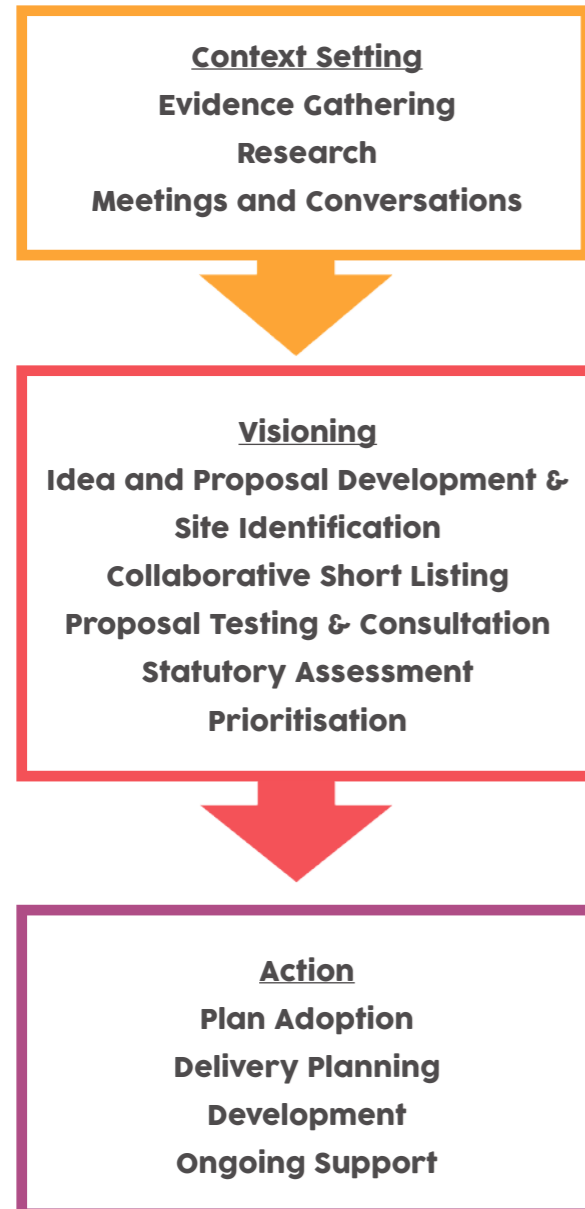 Context Setting
Evidence Gathering
Research
Meetings and Conversations
Visioning
Idea and Proposal Development &
Site Identification
Collaborative Short Listing
Proposal Testing & Consultation
Statutory Assessment
Prioritisation
Action
Plan Adoption
Delivery Planning
Development
Ongoing Support